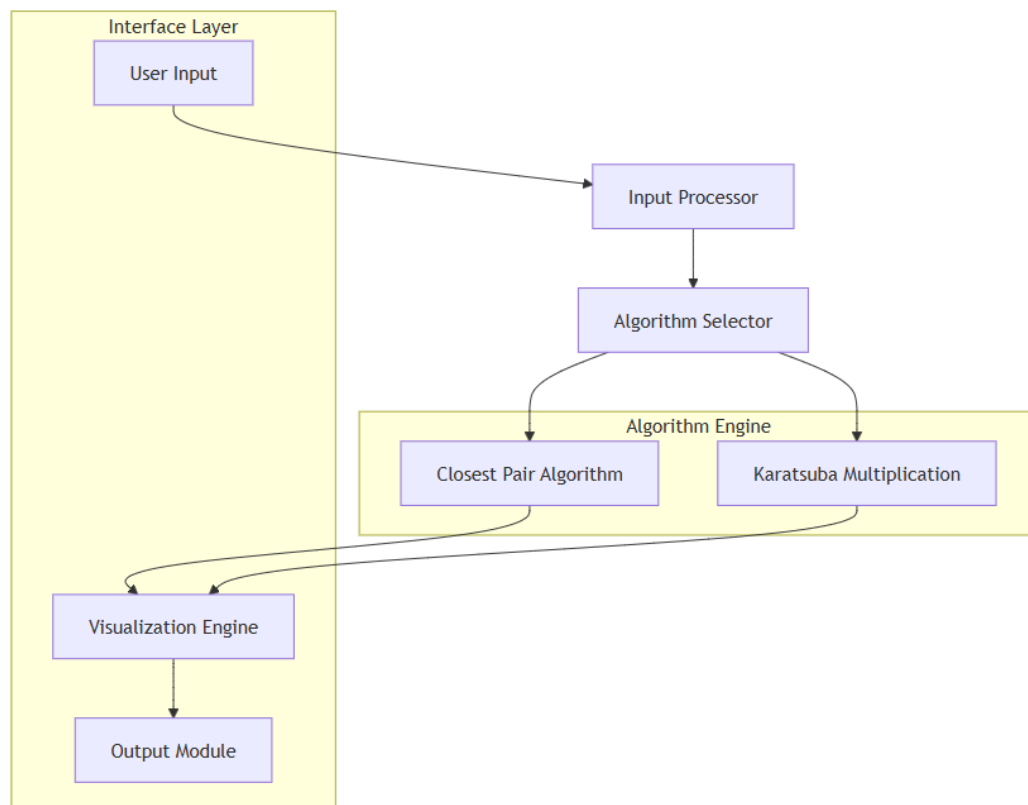 Interface Layer
User Input
Input Processor
Algorithm Selector
Algorithm Engine
Closest Pair Algorithm
Karatsuba Multiplication
Visualization Engine
Output Module